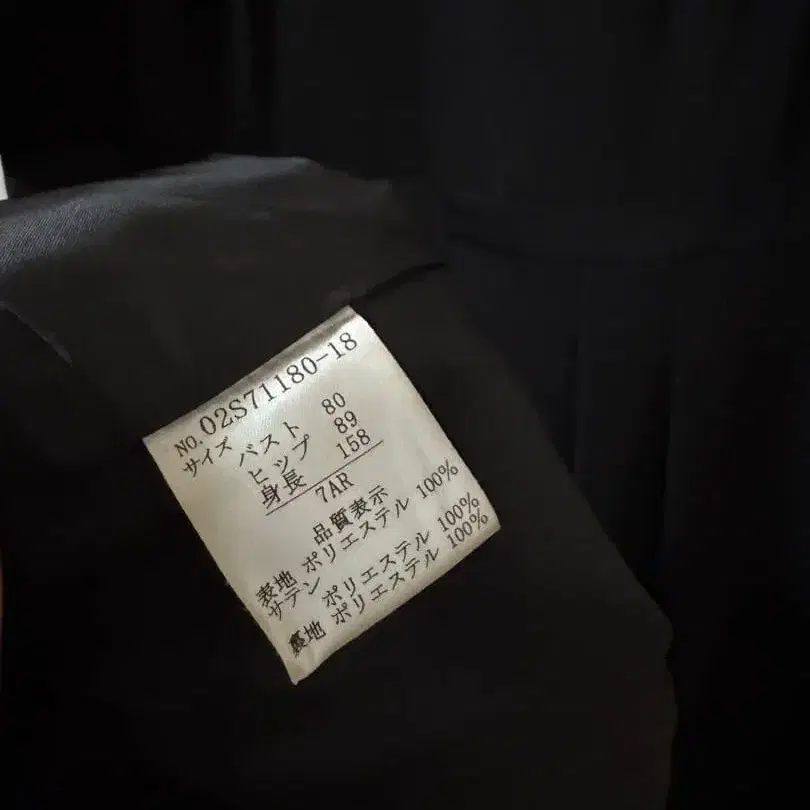 NO.02S71180-18
サイズ バスト 80
ヒップ 89
身長 158
7AR
品質表示
表地 ポリエステル 100%
サテン ポリエステル 100%
裏地 ポリエステル 100%